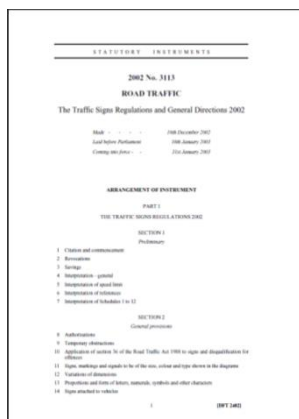 STATUTORY INSTRUMENTS
2002 No. 3113
ROAD TRAFFIC
The Traffic Signs Regulations and General Directions 2002
Made - - - - 16th December 2002
Laid before Parliament 10th January 2003
Coming into force - - 31st January 2003
ARRANGEMENT OF INSTRUMENT
PART I
THE TRAFFIC SIGNS REGULATIONS 2002
SECTION 1
Preliminary
1 Citation and commencement
2 Revocations
3 Savings
4 Interpretation - general
5 Interpretation of speed limit
6 Interpretation of references
7 Interpretation of Schedules 1 to 12
SECTION 2
General provisions
8 Authorisations
9 Temporary obstructions
10 Application of section 36 of the Road Traffic Act 1988 to signs and disqualification for
offences
11 Signs, markings and signals to be of the size, colour and type shown in the diagrams
12 Variations of dimensions
13 Proportions and form of letters, numerals, symbols and other characters
14 Signs attached to vehicles
1
[DFT 2402]